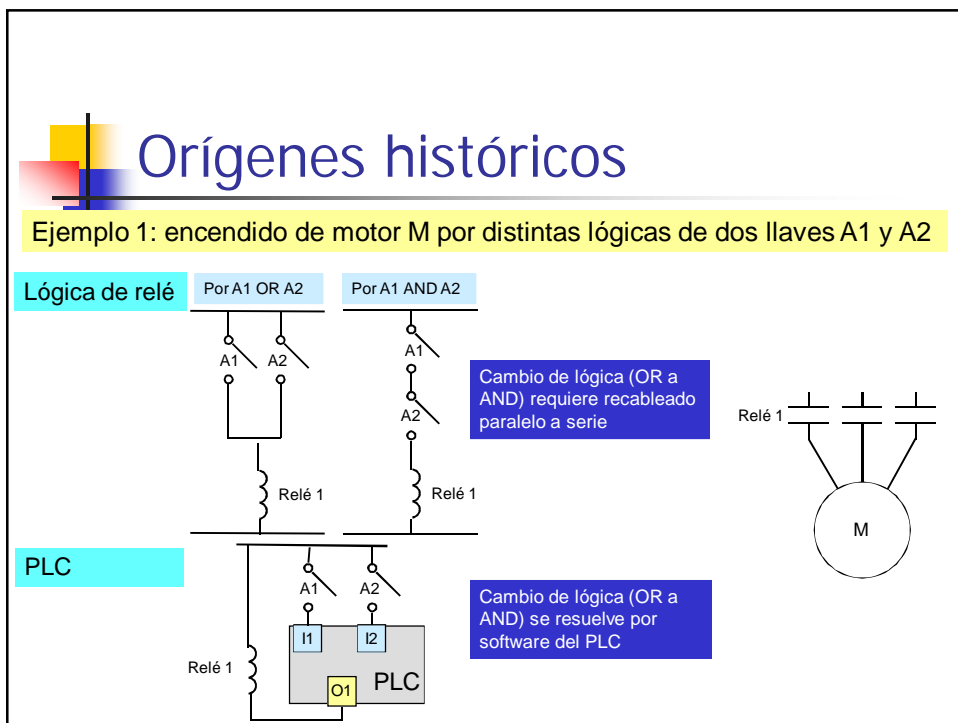 Orígenes históricos
Ejemplo 1: encendido de motor M por distintas lógicas de dos llaves A1 y A2
Lógica de relé
Por A1 OR A2
Por A1 AND A2
A1
A2
A1
A2
Cambio de lógica (OR a
AND) requiere recableado
paralelo a serie
Relé 1
Relé 1
Relé 1
M
PLC
A1
A2
Cambio de lógica (OR a
AND) se resuelve por
software del PLC
I1
I2
Relé 1
PLC
O1